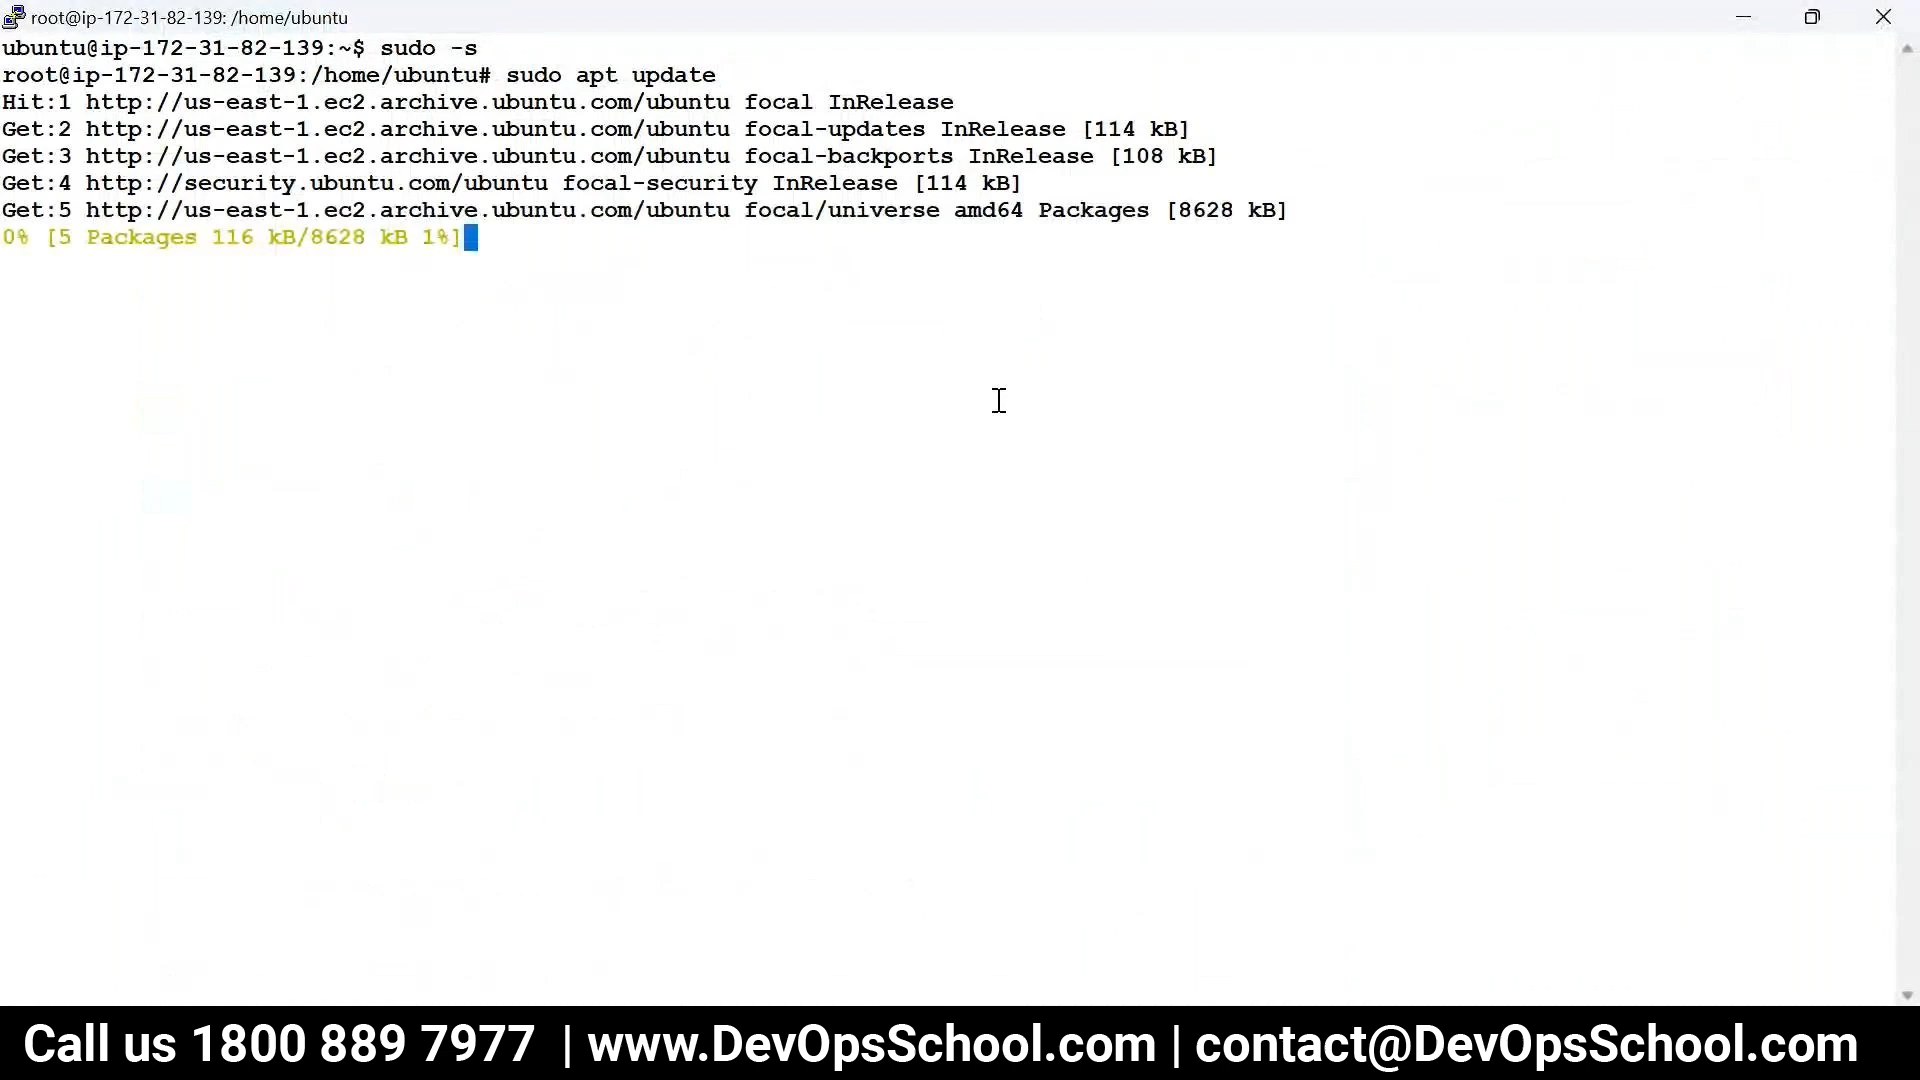 root@ip-172-31-82-139: /home/ubuntu
ubuntu@ip-172-31-82-139:~$ sudo -s
root@ip-172-31-82-139:/home/ubuntu# sudo apt update
Hit:1 http://us-east-1.ec2.archive.ubuntu.com/ubuntu focal InRelease
Get:2 http://us-east-1.ec2.archive.ubuntu.com/ubuntu focal-updates InRelease [114 kB]
Get:3 http://us-east-1.ec2.archive.ubuntu.com/ubuntu focal-backports InRelease [108 kB]
Get:4 http://security.ubuntu.com/ubuntu focal-security InRelease [114 kB]
Get:5 http://us-east-1.ec2.archive.ubuntu.com/ubuntu focal/universe amd64 Packages [8628 kB]
0% [5 Packages 116 kB/8628 kB 1%]
Call us 1800 889 7977 | www.DevOpsSchool.com | contact@DevOpsSchool.com